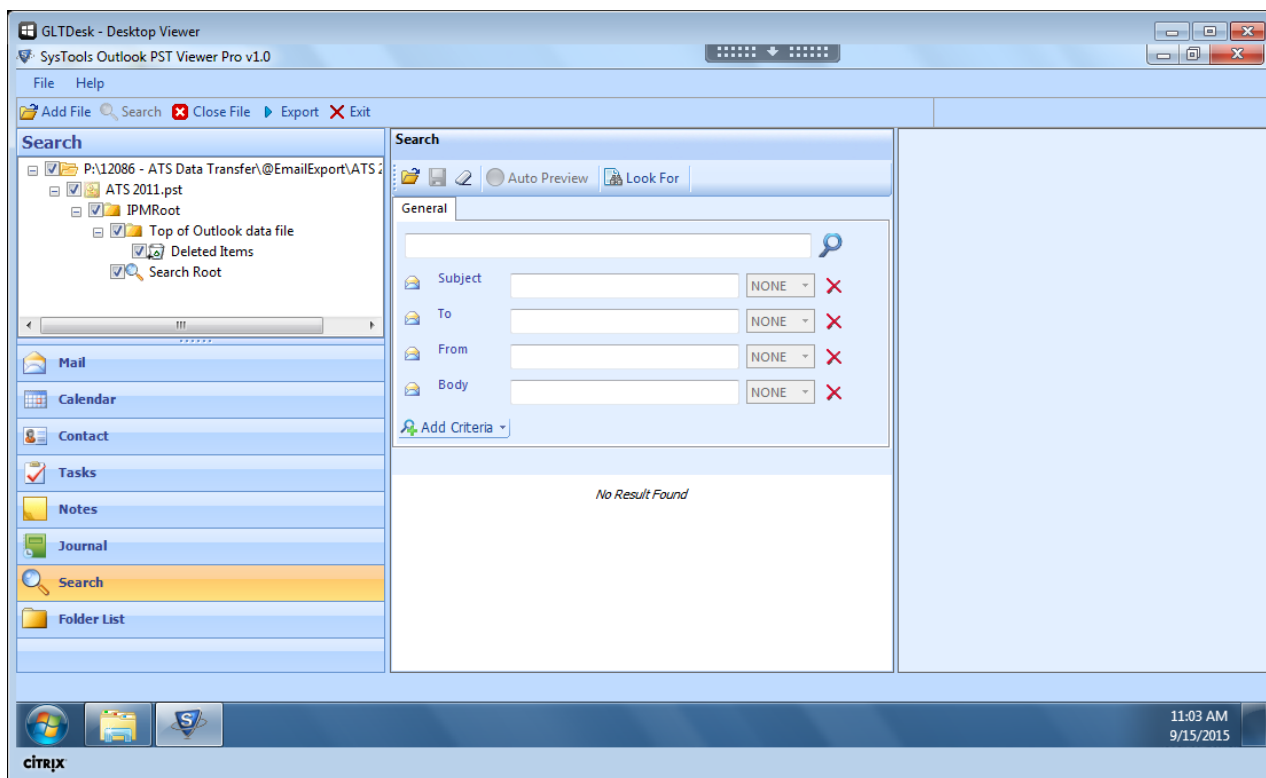 GLTDesk - Desktop Viewer
SysTools Outlook PST Viewer Pro v1.0
File Help
Add File Search Close File Export Exit
Search
P:\12086 - ATS Data Transfer\@EmailExport\ATS
ATS 2011.pst
IPMRoot
Top of Outlook data file
Deleted Items
Search Root
Mail
Calendar
Contact
Tasks
Notes
Journal
Search
Folder List
Search
Auto Preview Look For
General
Subject NONE
To NONE
From NONE
Body NONE
Add Criteria
No Result Found
11:03 AM
9/15/2015
CİTRIX